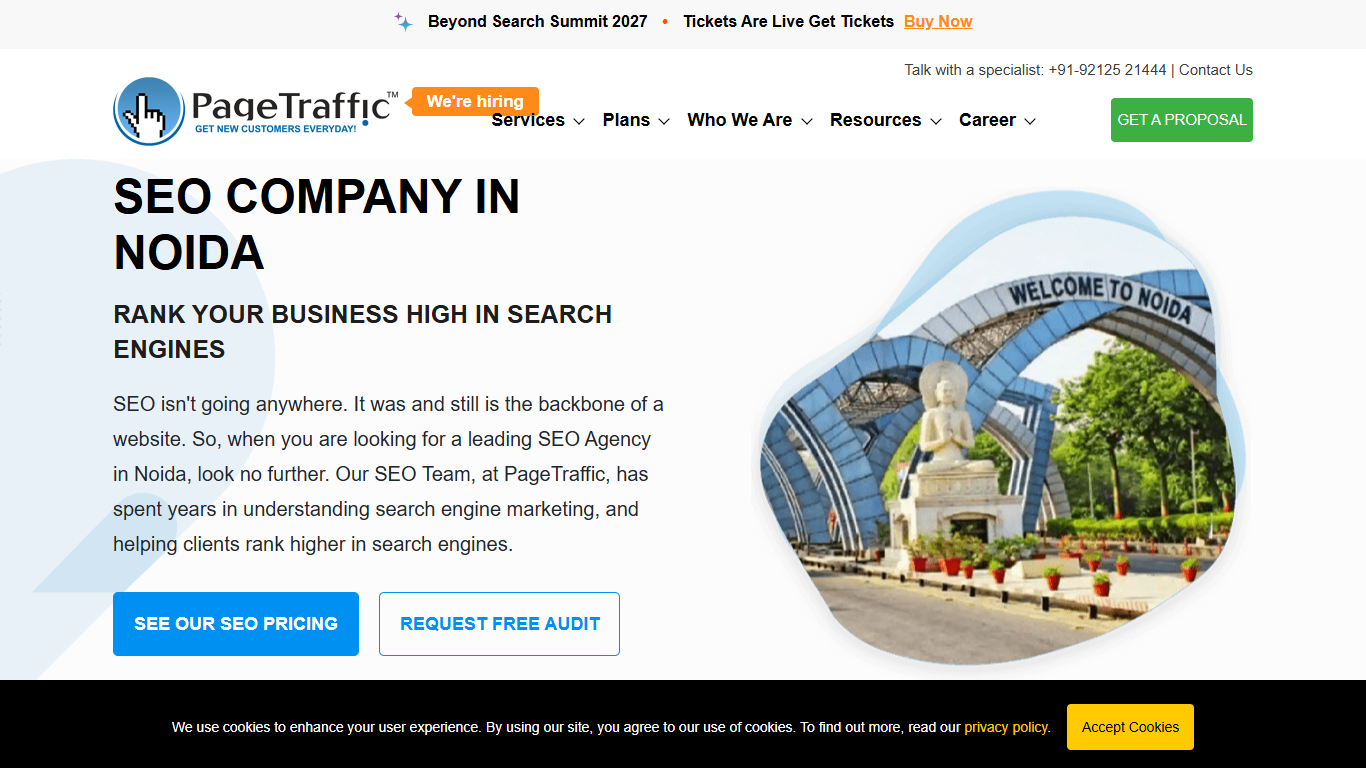 Beyond Search Summit 2027 • Tickets Are Live Get Tickets Buy Now
Talk with a specialist: +91-92125 21444 | Contact Us
PageTraffic™
GET NEW CUSTOMERS EVERYDAY!
We're hiring
Services Plans Who We Are Resources Career
GET A PROPOSAL
SEO COMPANY IN
NOIDA
RANK YOUR BUSINESS HIGH IN SEARCH
ENGINES
SEO isn't going anywhere. It was and still is the backbone of a
website. So, when you are looking for a leading SEO Agency
in Noida, look no further. Our SEO Team, at PageTraffic, has
spent years in understanding search engine marketing, and
helping clients rank higher in search engines.
SEE OUR SEO PRICING
REQUEST FREE AUDIT
WELCOME TO NOIDA
We use cookies to enhance your user experience. By using our site, you agree to our use of cookies. To find out more, read our privacy policy.
Accept Cookies